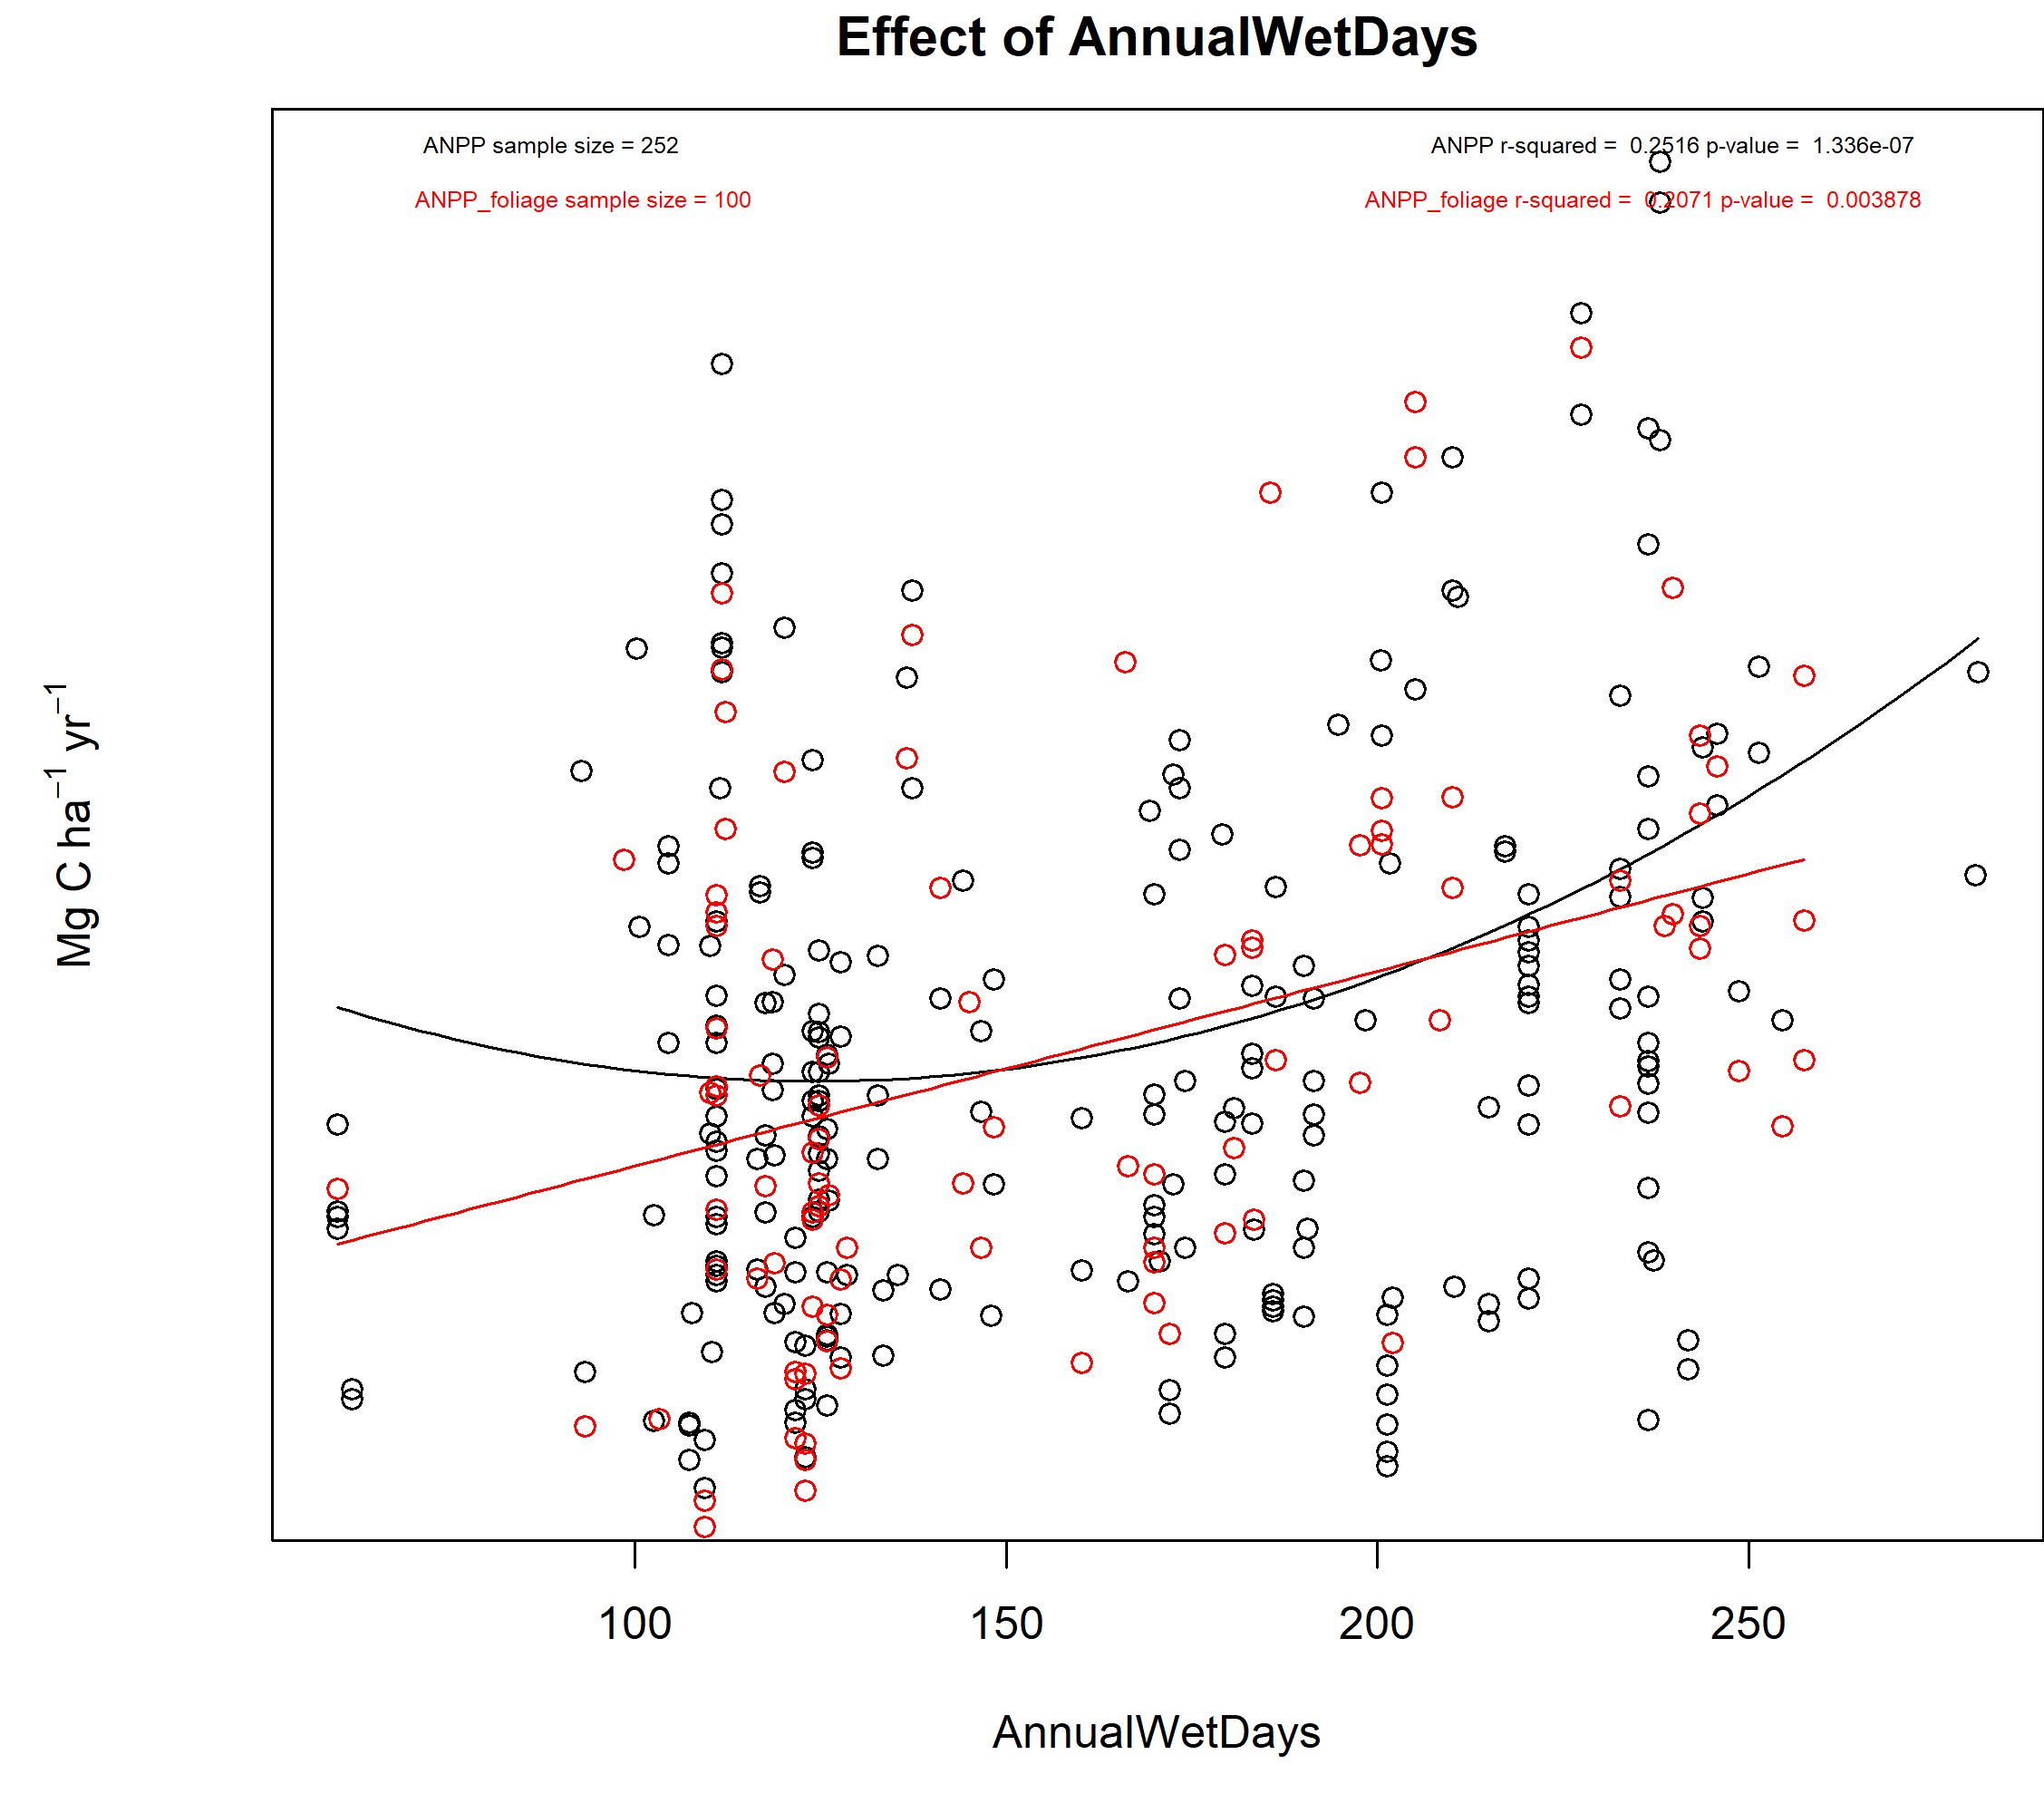 Effect of AnnualWetDays
ANPP sample size = 252
ANPP r-squared = 0.2516 p-value = 1.336e-07
ANPP_foliage sample size = 100
ANPP_foliage r-squared = 0.2071 p-value = 0.003878
Mg C ha⁻¹ yr⁻¹
100 150 200 250
AnnualWetDays